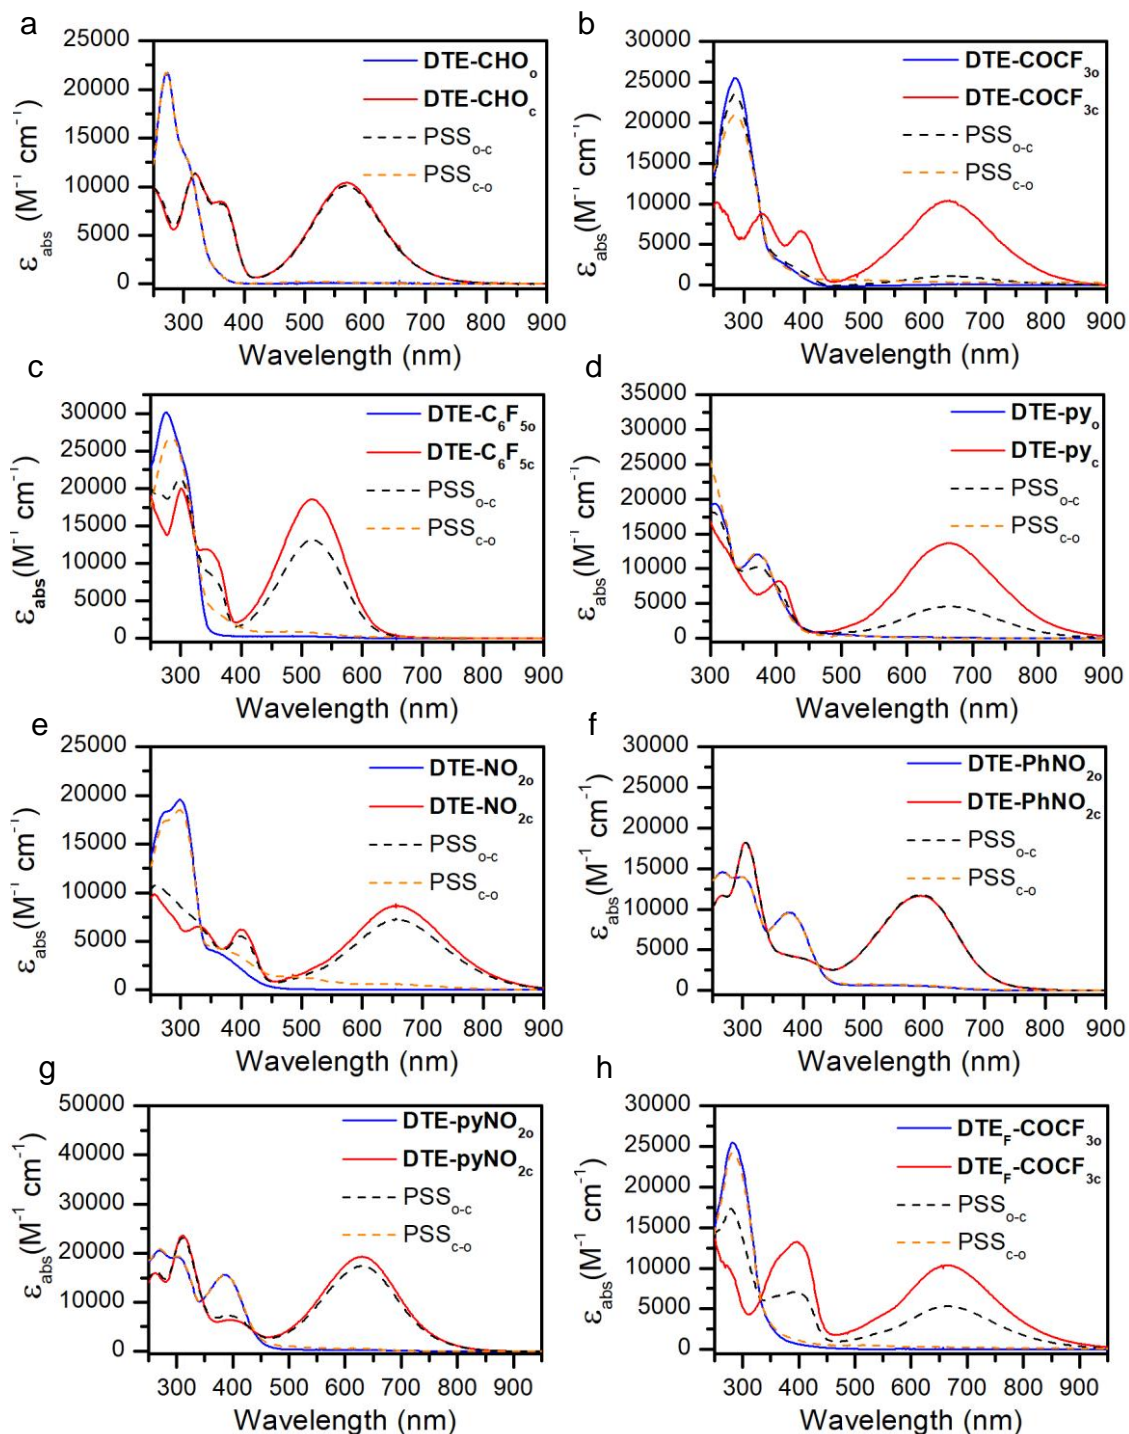 a
25000
20000
15000
10000
5000
0
ε_abs (M⁻¹ cm⁻¹)
DTE-CHO_o
DTE-CHO_c
PSS_o-c
PSS_c-o
300 400 500 600 700 800 900
Wavelength (nm)
b
30000
25000
20000
15000
10000
5000
0
ε_abs (M⁻¹ cm⁻¹)
DTE-COCF_3o
DTE-COCF_3c
PSS_o-c
PSS_c-o
300 400 500 600 700 800 900
Wavelength (nm)
c
30000
25000
20000
15000
10000
5000
0
ε_abs (M⁻¹ cm⁻¹)
DTE-C_6F_5o
DTE-C_6F_5c
PSS_o-c
PSS_c-o
300 400 500 600 700 800 900
Wavelength (nm)
d
35000
30000
25000
20000
15000
10000
5000
0
ε_abs (M⁻¹ cm⁻¹)
DTE-py_o
DTE-py_c
PSS_o-c
PSS_c-o
300 400 500 600 700 800 900
Wavelength (nm)
e
25000
20000
15000
10000
5000
0
ε_abs (M⁻¹ cm⁻¹)
DTE-NO_2o
DTE-NO_2c
PSS_o-c
PSS_c-o
300 400 500 600 700 800 900
Wavelength (nm)
f
30000
25000
20000
15000
10000
5000
0
ε_abs (M⁻¹ cm⁻¹)
DTE-PhNO_2o
DTE-PhNO_2c
PSS_o-c
PSS_c-o
300 400 500 600 700 800 900
Wavelength (nm)
g
50000
40000
30000
20000
10000
0
ε_abs (M⁻¹ cm⁻¹)
DTE-pyNO_2o
DTE-pyNO_2c
PSS_o-c
PSS_c-o
300 400 500 600 700 800 900
Wavelength (nm)
h
30000
25000
20000
15000
10000
5000
0
ε_abs (M⁻¹ cm⁻¹)
DTE_F-COCF_3o
DTE_F-COCF_3c
PSS_o-c
PSS_c-o
300 400 500 600 700 800 900
Wavelength (nm)